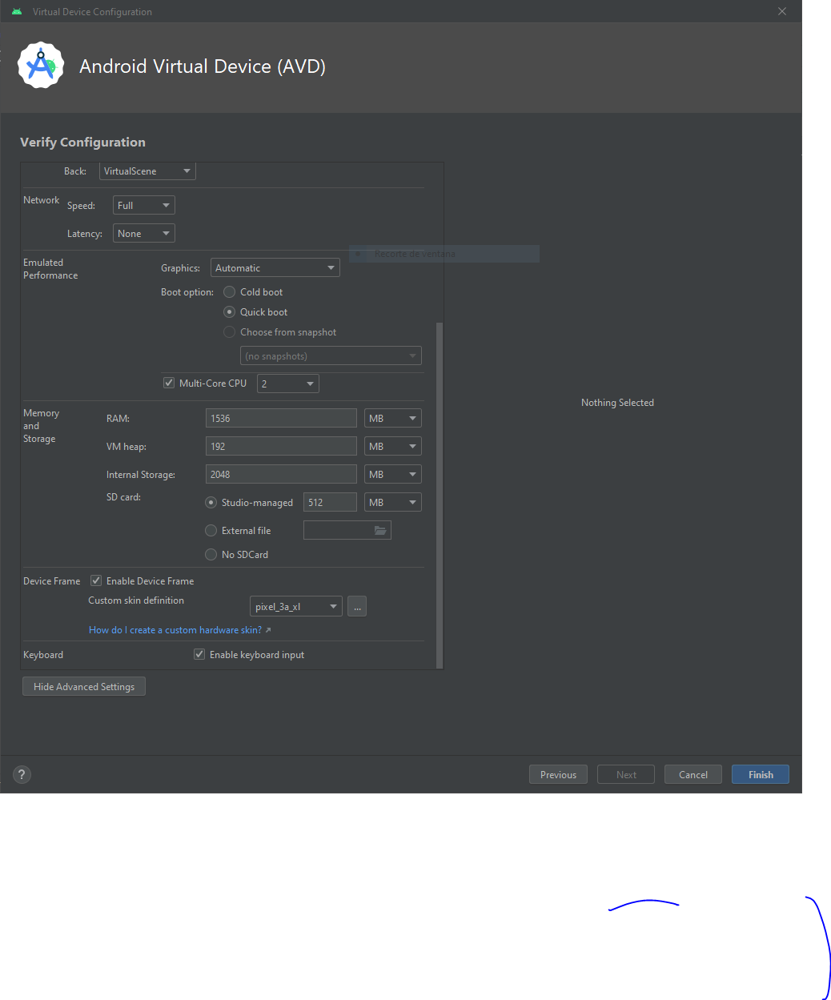 Virtual Device Configuration
Android Virtual Device (AVD)
Verify Configuration
Back: VirtualScene
Network Speed: Full
Latency: None
Recorte de ventana
Emulated
Performance
Graphics: Automatic
Boot option: Cold boot
Quick boot
Choose from snapshot
(no snapshots)
Multi-Core CPU 2
Nothing Selected
Memory
and
Storage
RAM: 1536 MB
VM heap: 192 MB
Internal Storage: 2048 MB
SD card: Studio-managed 512 MB
External file
No SDCard
Device Frame Enable Device Frame
Custom skin definition pixel_3a_xl ...
How do I create a custom hardware skin? ↗
Keyboard Enable keyboard input
Hide Advanced Settings
? Previous Next Cancel Finish